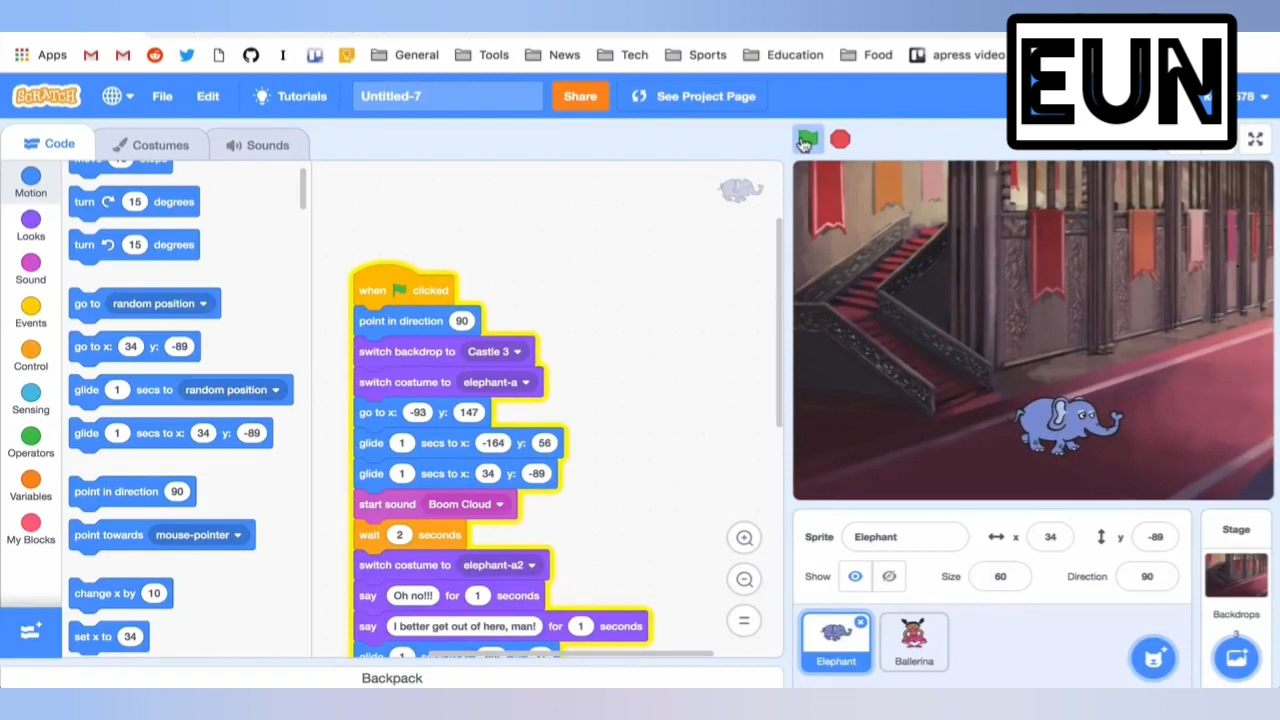 EUN
Apps
I
General
Tools
News
Tech
Sports
Education
Food
apress video
SCRATCH
File
Edit
Tutorials
Untitled-7
Share
See Project Page
578
Code
Costumes
Sounds
Motion
Looks
Sound
Events
Control
Sensing
Operators
Variables
My Blocks
turn 15 degrees
turn 15 degrees
go to random position
go to x: 34 y: -89
glide 1 secs to random position
glide 1 secs to x: 34 y: -89
point in direction 90
point towards mouse-pointer
change x by 10
set x to 34
when clicked
point in direction 90
switch backdrop to Castle 3
switch costume to elephant-a
go to x: -93 y: 147
glide 1 secs to x: -164 y: 56
glide 1 secs to x: 34 y: -89
start sound Boom Cloud
wait 2 seconds
switch costume to elephant-a2
say Oh no!!! for 1 seconds
say I better get out of here, man! for 1 seconds
Backpack
Sprite Elephant x 34 y -89
Show Size 60 Direction 90
Elephant
Ballerina
Stage
Backdrops
3